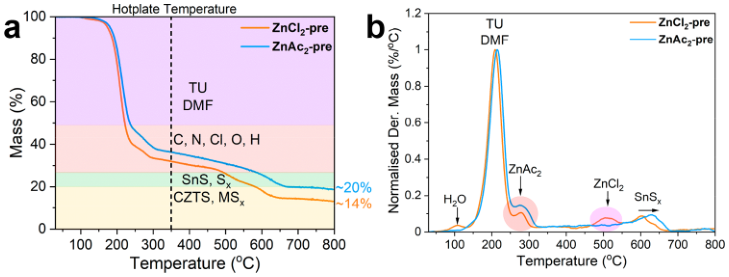 a
Hotplate Temperature
ZnCl₂-pre
ZnAc₂-pre
TU
DMF
C, N, Cl, O, H
SnS, Sₓ
CZTS, MSₓ
~20%
~14%
100
80
60
40
20
0
Mass (%)
100 200 300 400 500 600 700 800
Temperature (°C)
b
TU
DMF
ZnCl₂-pre
ZnAc₂-pre
H₂O
ZnAc₂
ZnCl₂
SnSₓ
1.2
1
0.8
0.6
0.4
0.2
0
Normalised Der. Mass (%/°C)
100 200 300 400 500 600 700 800
Temperature (°C)